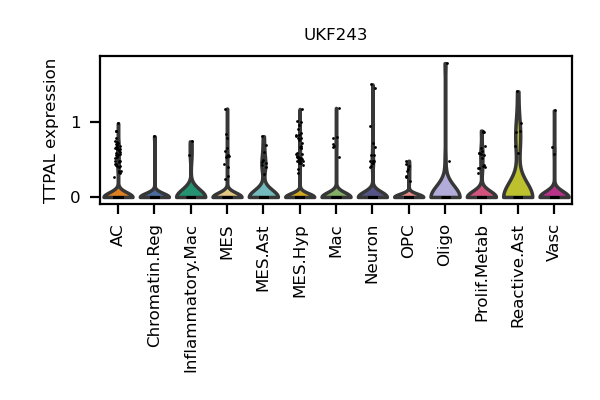 UKF243
TTPAL expression
1
0
AC
Chromatin.Reg
Inflammatory.Mac
MES
MES.Ast
MES.Hyp
Mac
Neuron
OPC
Oligo
Prolif.Metab
Reactive.Ast
Vasc